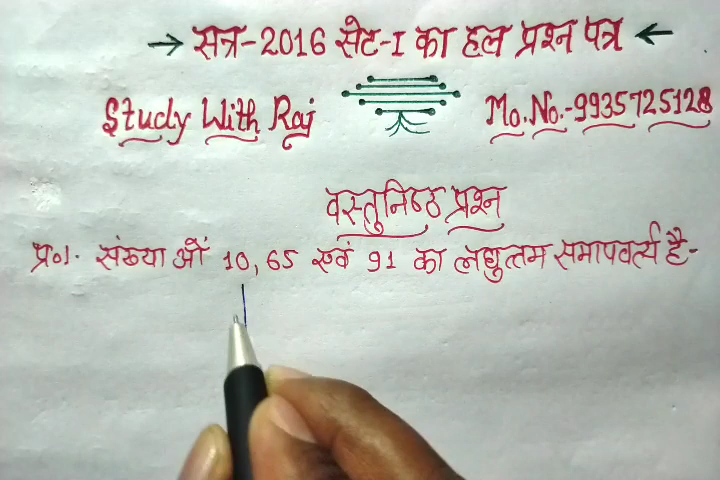 → सत्र-2016 सेट-I का हल प्रश्न पत्र ←
Study With Raj
Mo.No.-9935725128
वस्तुनिष्ठ प्रश्न
प्र०1. संख्या ओं 10, 65 एवं 91 का लघुत्तम समापवर्त्य है-